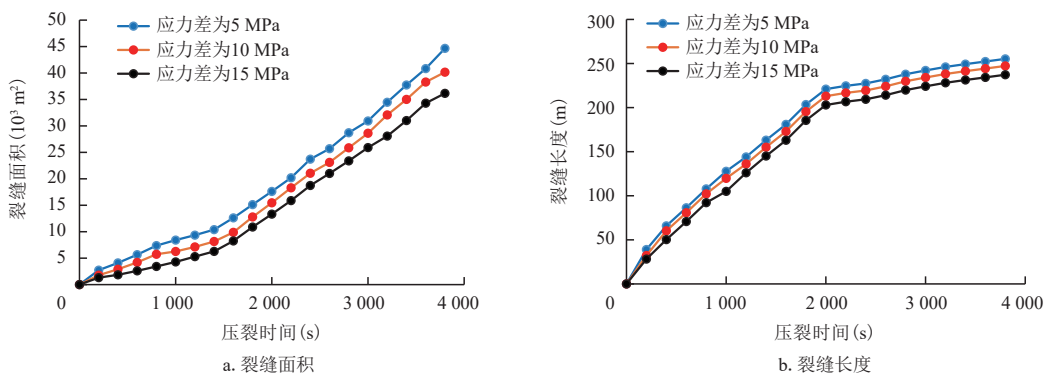 应力差为5 MPa
应力差为10 MPa
应力差为15 MPa
裂缝面积(10³ m²)
50
45
40
35
30
25
20
15
10
5
0
1 000
2 000
3 000
4 000
压裂时间(s)
a. 裂缝面积
应力差为5 MPa
应力差为10 MPa
应力差为15 MPa
裂缝长度(m)
300
250
200
150
100
50
0
1 000
2 000
3 000
4 000
压裂时间(s)
b. 裂缝长度